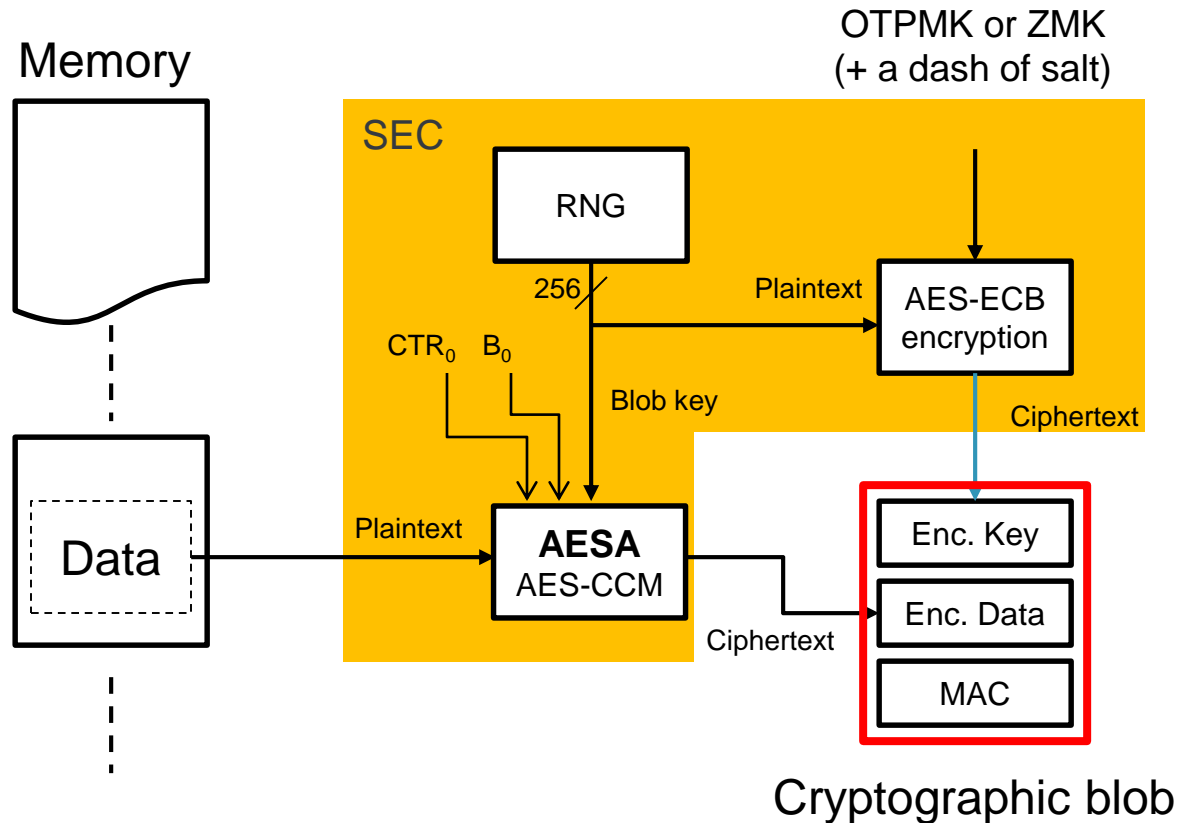 OTPMK or ZMK
(+ a dash of salt)
Memory
SEC
RNG
256
Plaintext
AES-ECB
encryption
CTR₀
B₀
Blob key
Ciphertext
Data
Plaintext
AESA
AES-CCM
Ciphertext
Enc. Key
Enc. Data
MAC
Cryptographic blob